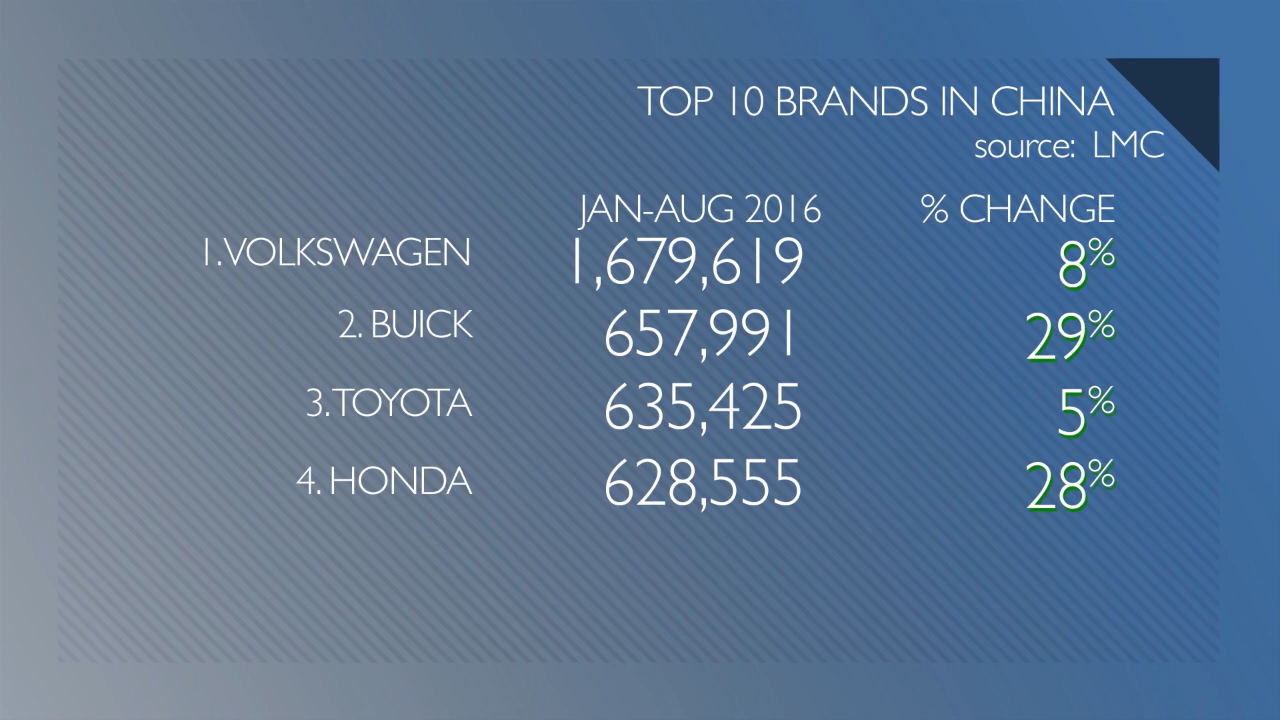 TOP 10 BRANDS IN CHINA
source: LMC
JAN-AUG 2016 % CHANGE
1. VOLKSWAGEN 1,679,619 8%
2. BUICK 657,991 29%
3. TOYOTA 635,425 5%
4. HONDA 628,555 28%